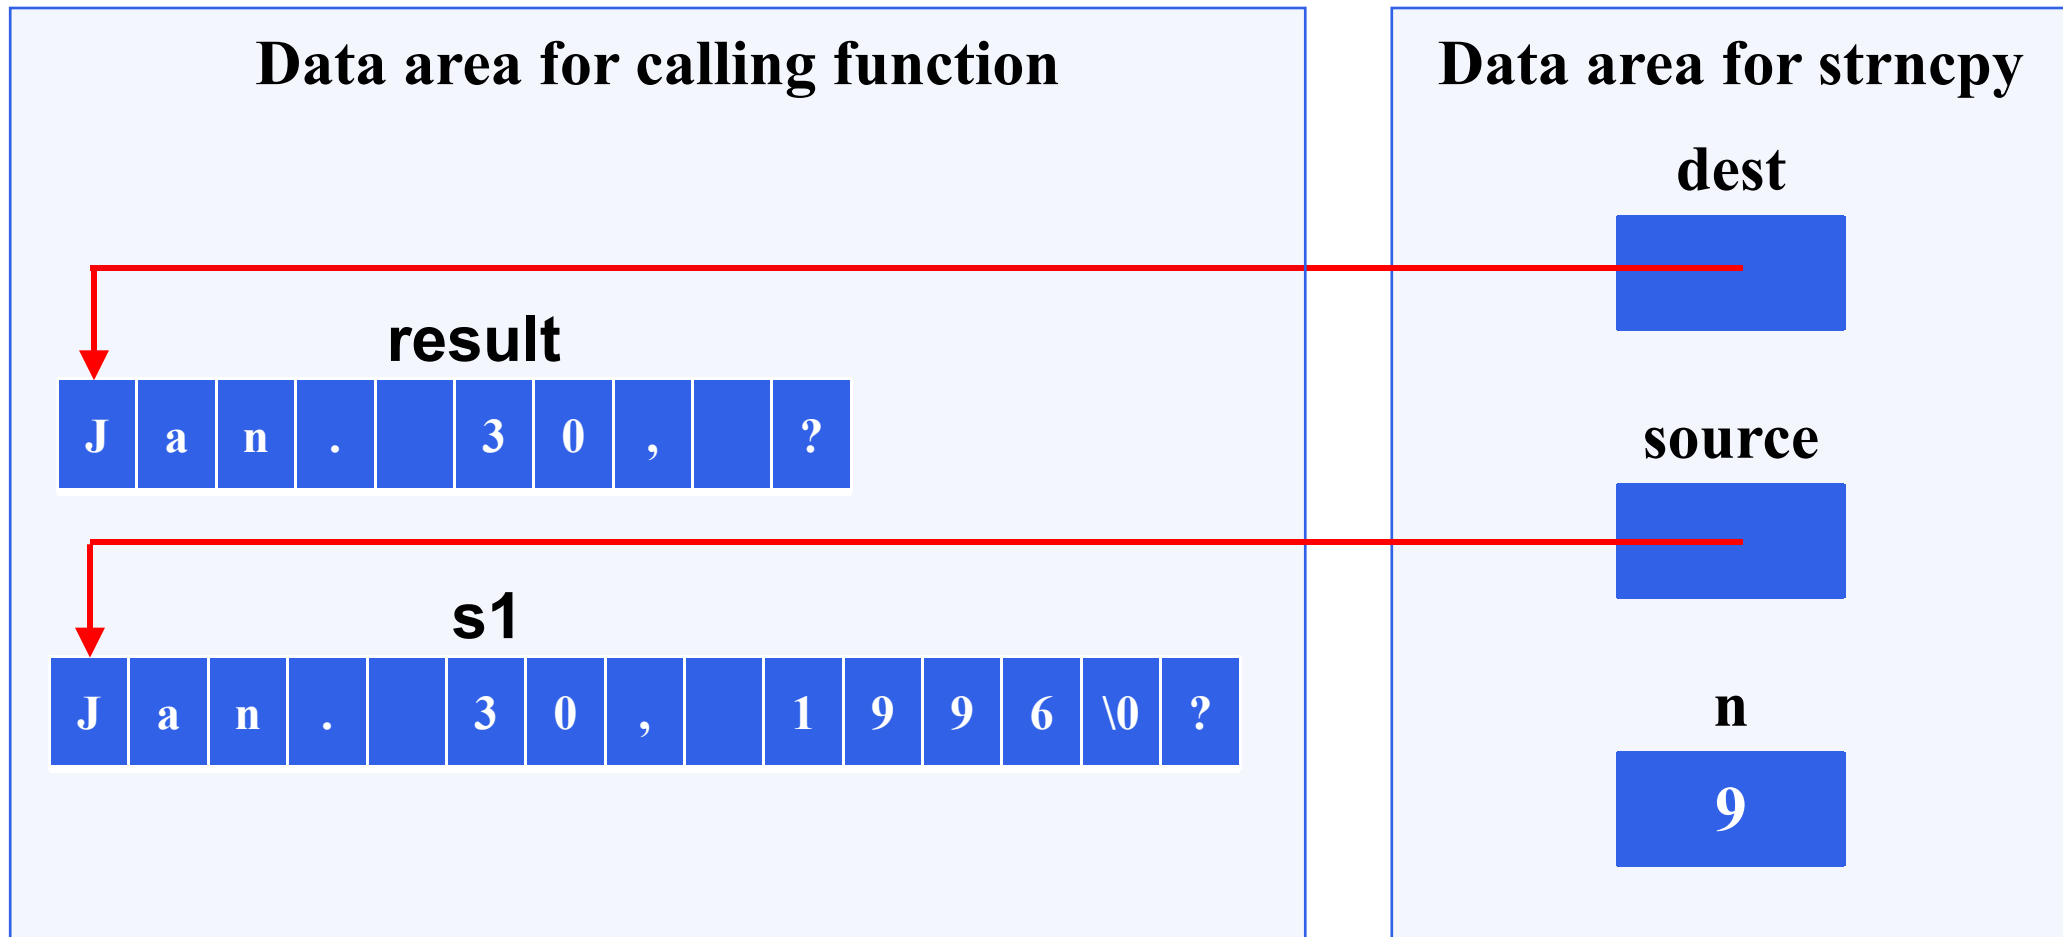 Data area for calling function
Data area for strncpy
dest
result
J a n . 3 0 , ?
source
s1
J a n . 3 0 , 1 9 9 6 \0 ?
n
9